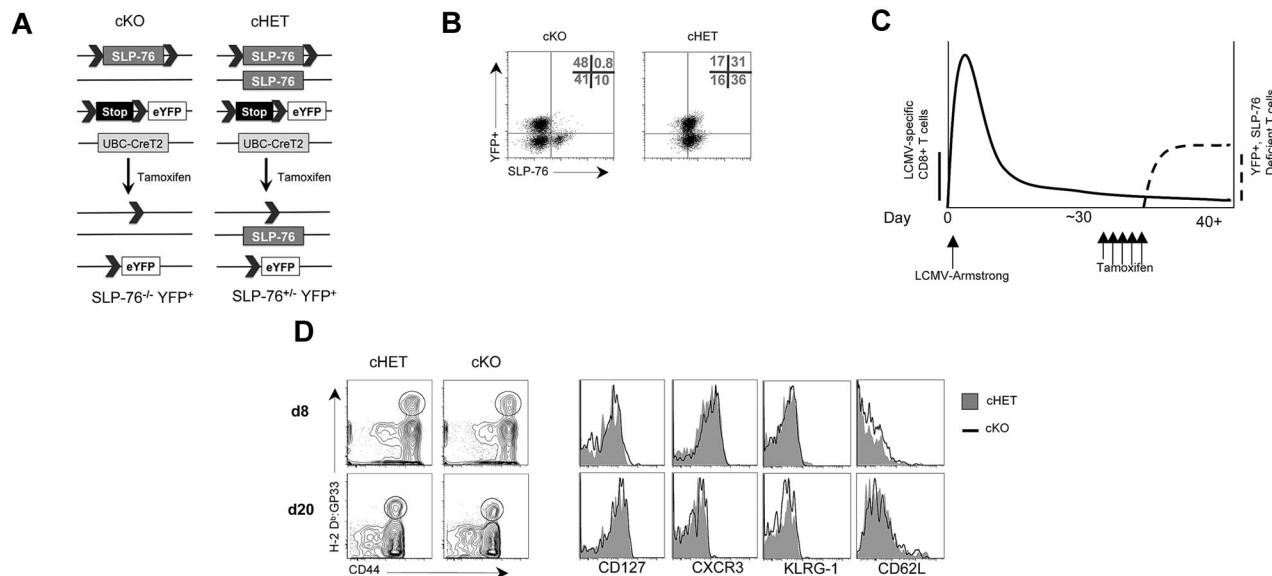 A
cKO
cHET
SLP-76
SLP-76
SLP-76
Stop
eYFP
Stop
eYFP
UBC-CreT2
UBC-CreT2
Tamoxifen
Tamoxifen
SLP-76
eYFP
eYFP
SLP-76-/- YFP+
SLP-76+/- YFP+
B
cKO
cHET
48 0.8
41 10
17 31
16 36
YFP+
SLP-76
C
LCMV-specific
CD8+ T cells
YFP+, SLP-76
Deficient T cells
Day
0
~30
40+
LCMV-Armstrong
Tamoxifen
D
cHET
cKO
d8
d20
H-2 Db:GP33
CD44
CD127
CXCR3
KLRG-1
CD62L
cHET
cKO